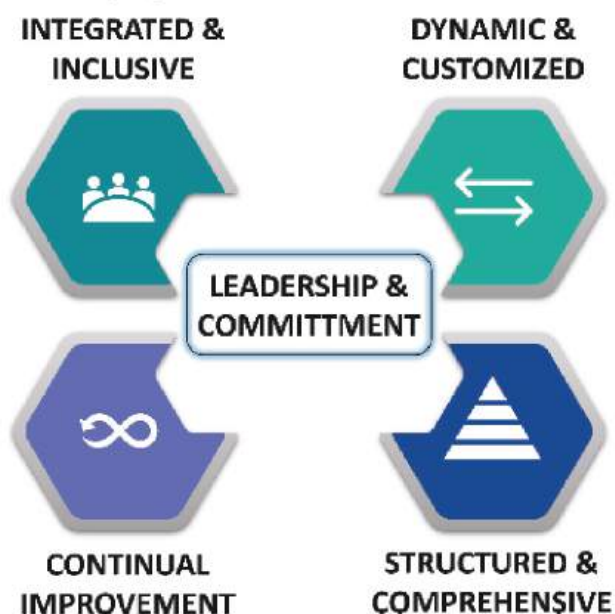 INTEGRATED &
INCLUSIVE
DYNAMIC &
CUSTOMIZED
LEADERSHIP &
COMMITTMENT
CONTINUAL
IMPROVEMENT
STRUCTURED &
COMPREHENSIVE